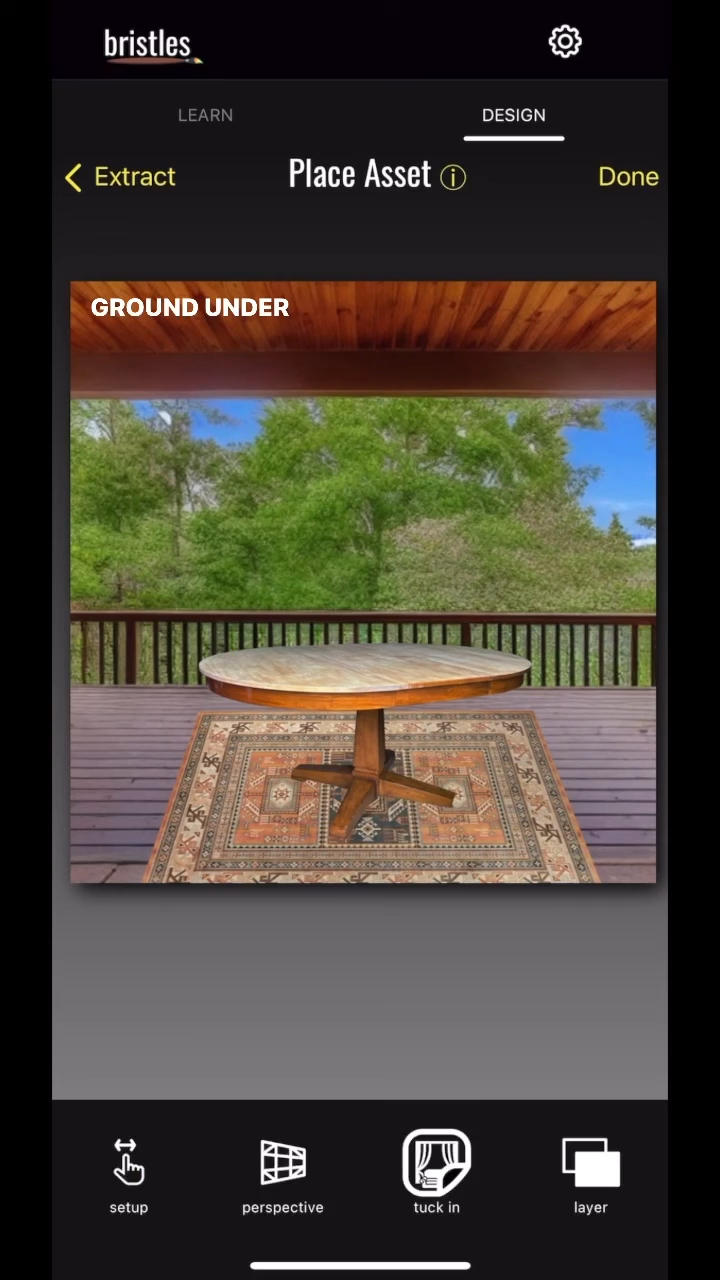 bristles
LEARN
DESIGN
Extract
Place Asset
Done
GROUND UNDER
setup
perspective
tuck in
layer